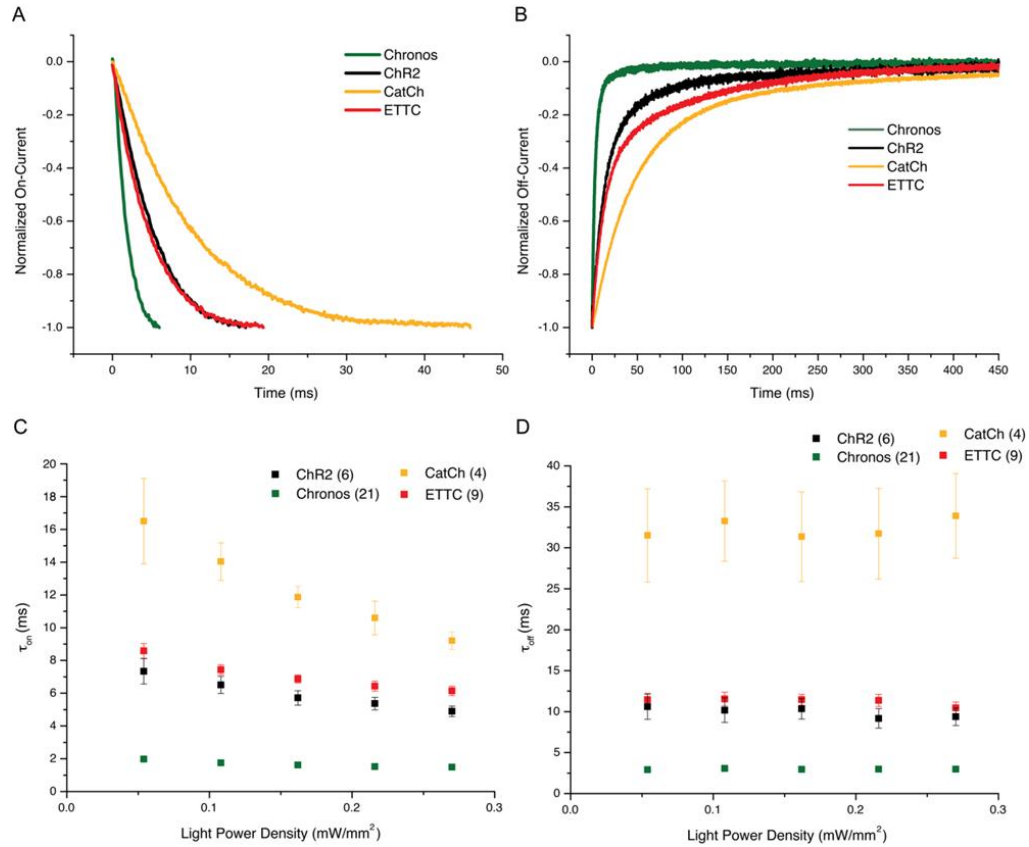 A
Chronos
ChR2
CatCh
ETTC
0.0
-0.2
-0.4
-0.6
-0.8
-1.0
Normalized On-Current
0 10 20 30 40 50
Time (ms)
B
0.0
-0.2
-0.4
-0.6
-0.8
-1.0
Normalized Off-Current
Chronos
ChR2
CatCh
ETTC
0 50 100 150 200 250 300 350 400 450
Time (ms)
C
ChR2 (6) CatCh (4)
Chronos (21) ETTC (9)
20
18
16
14
12
10
8
6
4
2
0
τon (ms)
0.0 0.1 0.2 0.3
Light Power Density (mW/mm²)
D
ChR2 (6) CatCh (4)
Chronos (21) ETTC (9)
40
35
30
25
20
15
10
5
0
τoff (ms)
0.0 0.1 0.2 0.3
Light Power Density (mW/mm²)